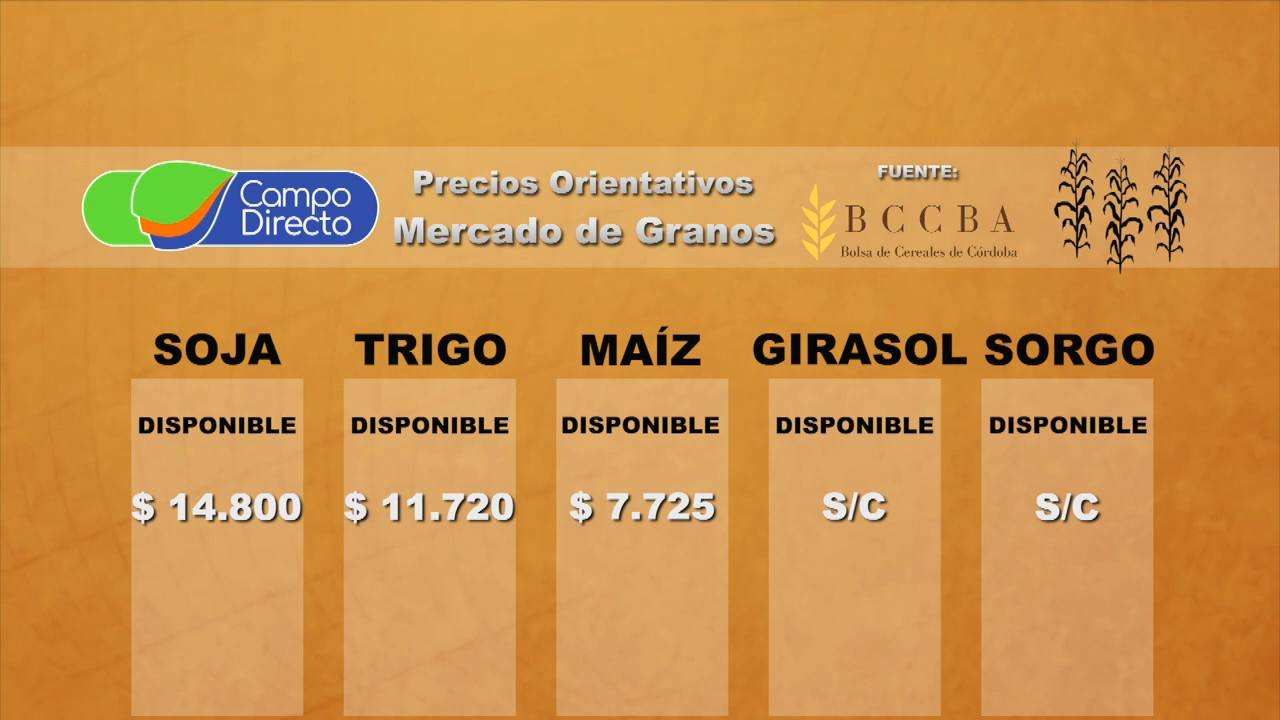 Campo
Directo
Precios Orientativos
Mercado de Granos
FUENTE:
BCCBA
Bolsa de Cereales de Córdoba
SOJA TRIGO MAÍZ GIRASOL SORGO
DISPONIBLE DISPONIBLE DISPONIBLE DISPONIBLE DISPONIBLE
$ 14.800 $ 11.720 $ 7.725 S/C S/C